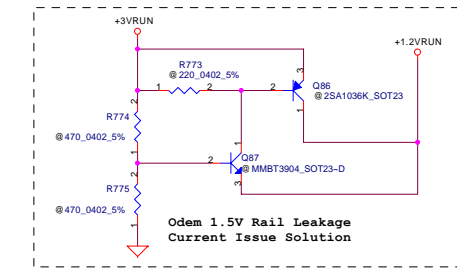 +3VRUN
+1.2VRUN
R773
@220_0402_5%
1
2
2
3
1
Q86
@2SA1036K_SOT23
2
R774
@470_0402_5%
1
1
Q87
@MMBT3904_SOT23-D
2
3
2
R775
@470_0402_5%
1
Odem 1.5V Rail Leakage
Current Issue Solution